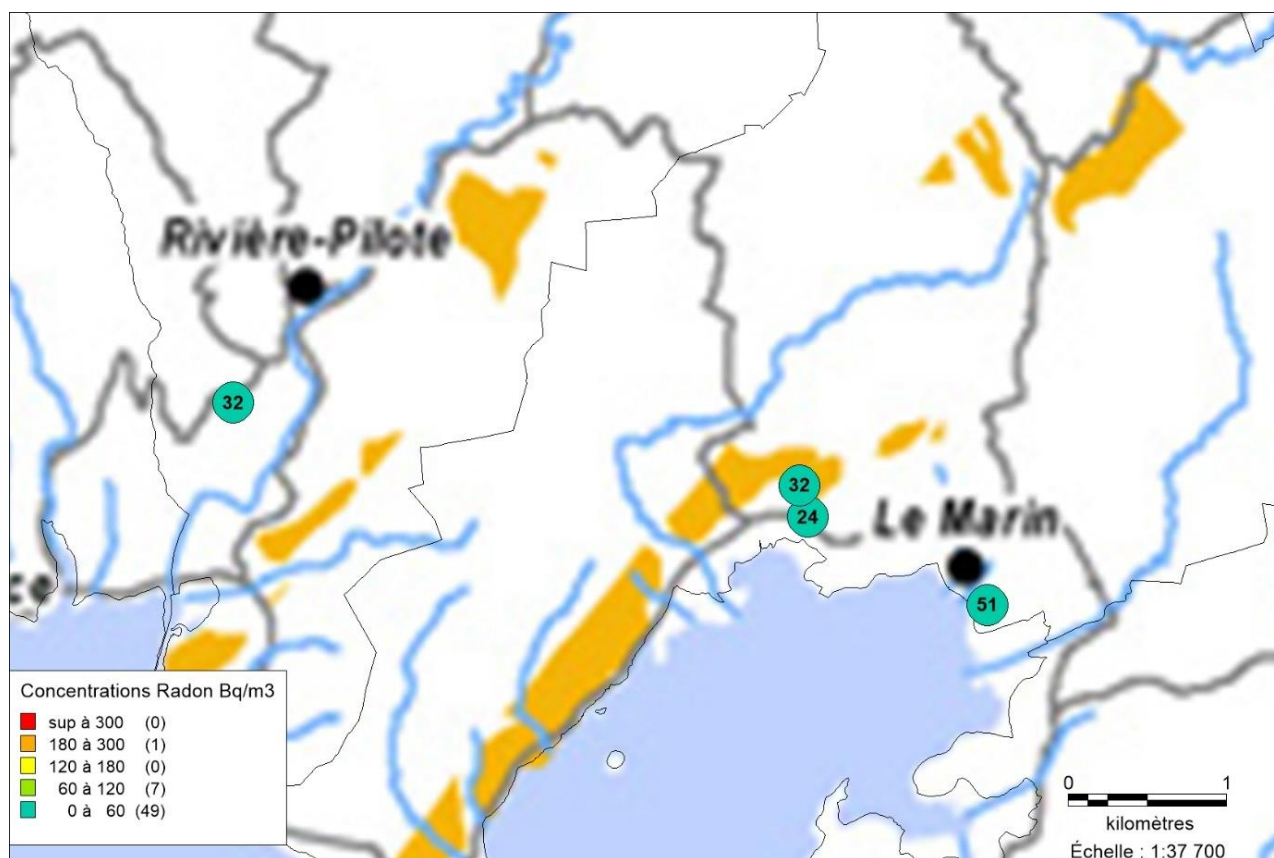 Rivière-Pilote
32
32
24
Le Marin
51
ce
Concentrations Radon Bq/m3
sup à 300 (0)
180 à 300 (1)
120 à 180 (0)
60 à 120 (7)
0 à 60 (49)
0 1
kilomètres
Échelle : 1:37 700